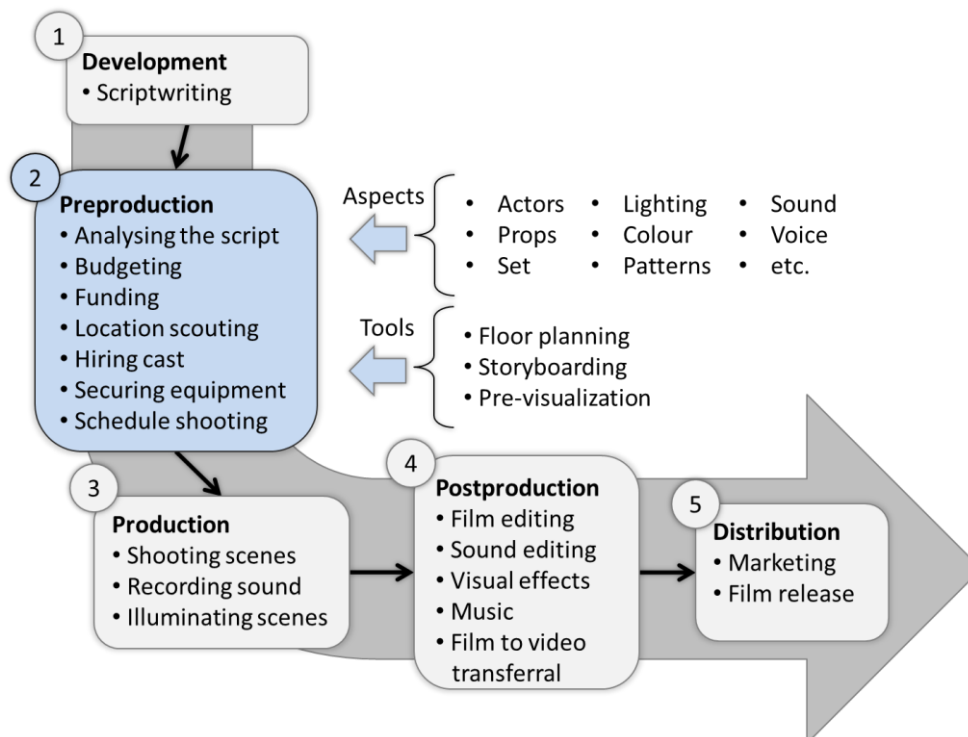 1
Development
• Scriptwriting
2
Preproduction
• Analysing the script
• Budgeting
• Funding
• Location scouting
• Hiring cast
• Securing equipment
• Schedule shooting
Aspects
• Actors • Lighting • Sound
• Props • Colour • Voice
• Set • Patterns • etc.
Tools
• Floor planning
• Storyboarding
• Pre-visualization
3
Production
• Shooting scenes
• Recording sound
• Illuminating scenes
4
Postproduction
• Film editing
• Sound editing
• Visual effects
• Music
• Film to video
transferral
5
Distribution
• Marketing
• Film release